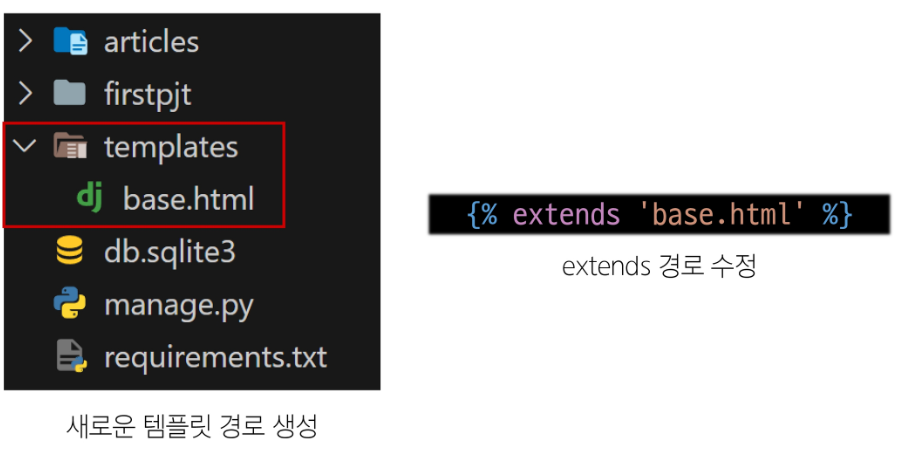 articles
firstpjt
templates
dj base.html
db.sqlite3
manage.py
requirements.txt
새로운 템플릿 경로 생성
{% extends 'base.html' %}
extends 경로 수정